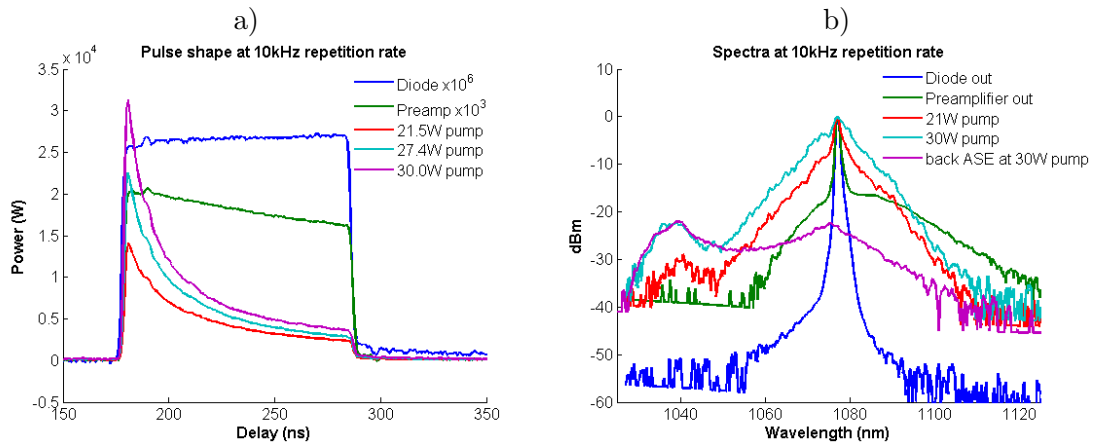 a)
Pulse shape at 10kHz repetition rate
x 10^4
3.5
3
2.5
2
1.5
1
0.5
0
-0.5
150
200
250
300
350
Power (W)
Delay (ns)
Diode x10^6
Preamp x10^3
21.5W pump
27.4W pump
30.0W pump
b)
Spectra at 10kHz repetition rate
10
0
-10
-20
-30
-40
-50
-60
1040
1060
1080
1100
1120
dBm
Wavelength (nm)
Diode out
Preamplifier out
21W pump
30W pump
back ASE at 30W pump